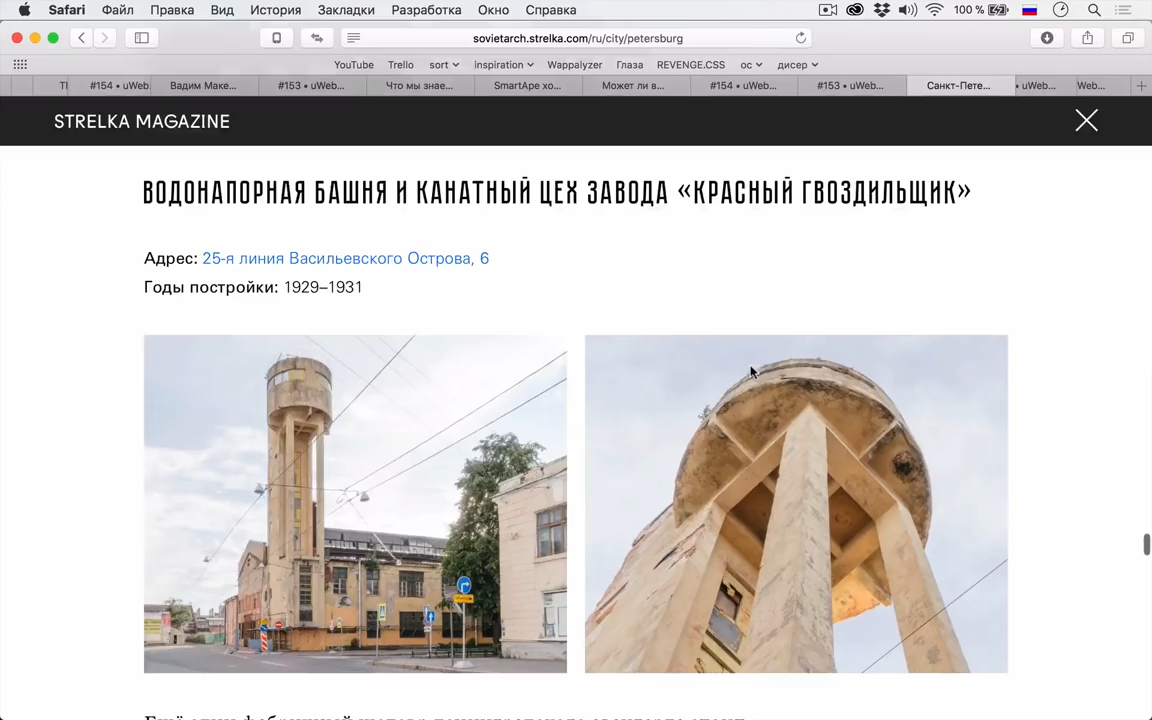 Safari Файл Правка Вид История Закладки Разработка Окно Справка 100 %
sovietarch.strelka.com/ru/city/petersburg
YouTube Trello sort inspiration Wappalyzer Глаза REVENGE.CSS ос дисер
#154 • uWeb. Вадим Маке... #153 • uWeb... Что мы знае... SmartApe хо... Может ли в... #154 • uWeb... #153 • uWeb... Санкт-Пете... • uWeb... Web...
STRELKA MAGAZINE
ВОДОНАПОРНАЯ БАШНЯ И КАНАТНЫЙ ЦЕХ ЗАВОДА «КРАСНЫЙ ГВОЗДИЛЬЩИК»
Адрес: 25-я линия Васильевского Острова, 6
Годы постройки: 1929–1931